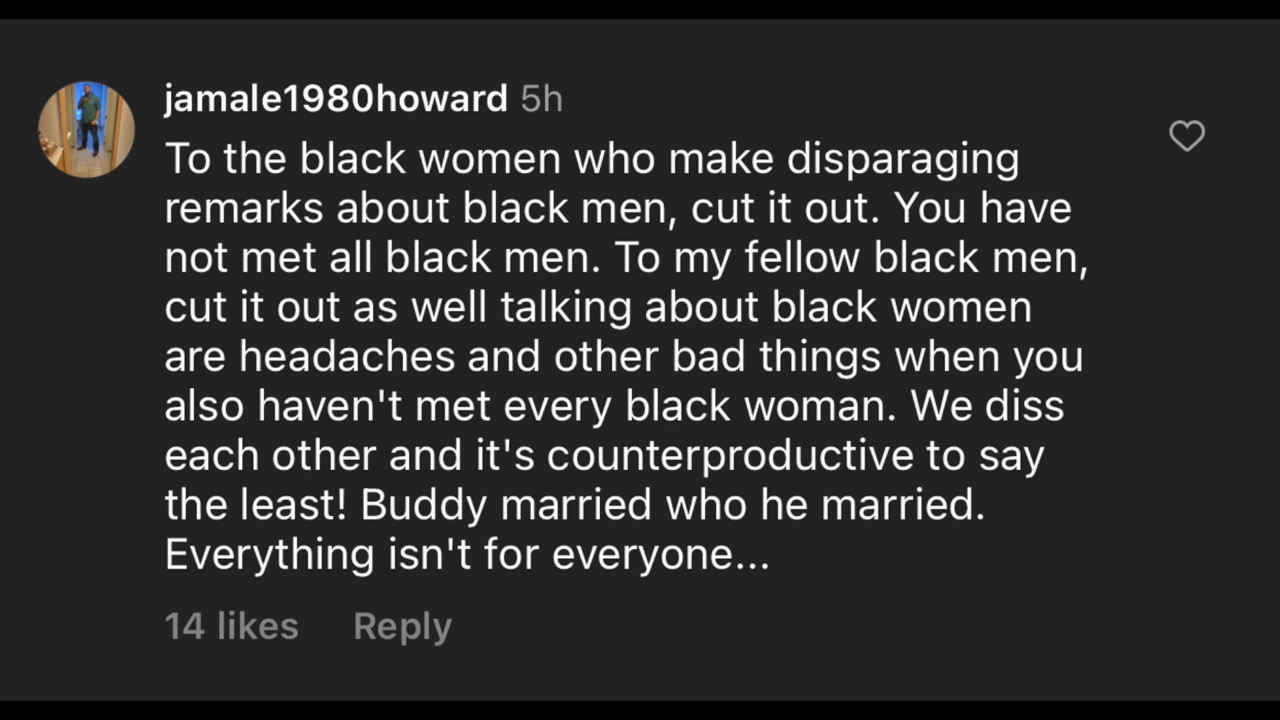 jamale1980howard 5h
To the black women who make disparaging
remarks about black men, cut it out. You have
not met all black men. To my fellow black men,
cut it out as well talking about black women
are headaches and other bad things when you
also haven't met every black woman. We diss
each other and it's counterproductive to say
the least! Buddy married who he married.
Everything isn't for everyone...
14 likes Reply